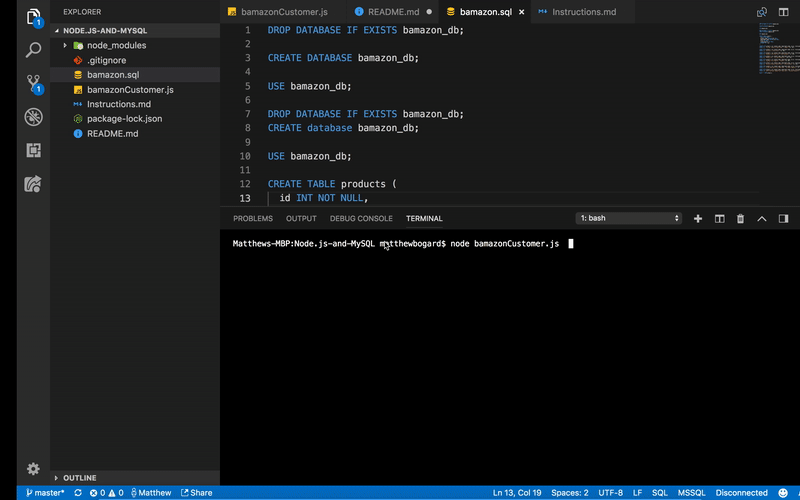 EXPLORER
NODE.JS-AND-MYSQL
node_modules
.gitignore
bamazon.sql
JS bamazonCustomer.js
Instructions.md
package-lock.json
README.md
OUTLINE
1
1
bamazonCustomer.js
README.md
bamazon.sql
Instructions.md
1 DROP DATABASE IF EXISTS bamazon_db;
2
3 CREATE DATABASE bamazon_db;
4
5 USE bamazon_db;
6
7 DROP DATABASE IF EXISTS bamazon_db;
8 CREATE database bamazon_db;
9
10 USE bamazon_db;
11
12 CREATE TABLE products (
13 id INT NOT NULL,
PROBLEMS OUTPUT DEBUG CONSOLE TERMINAL 1: bash
Matthews-MBP:Node.js-and-MySQL matthewbogard$ node bamazonCustomer.js
master* 0 0 Matthew Share Ln 13, Col 19 Spaces: 2 UTF-8 LF SQL MSSQL Disconnected